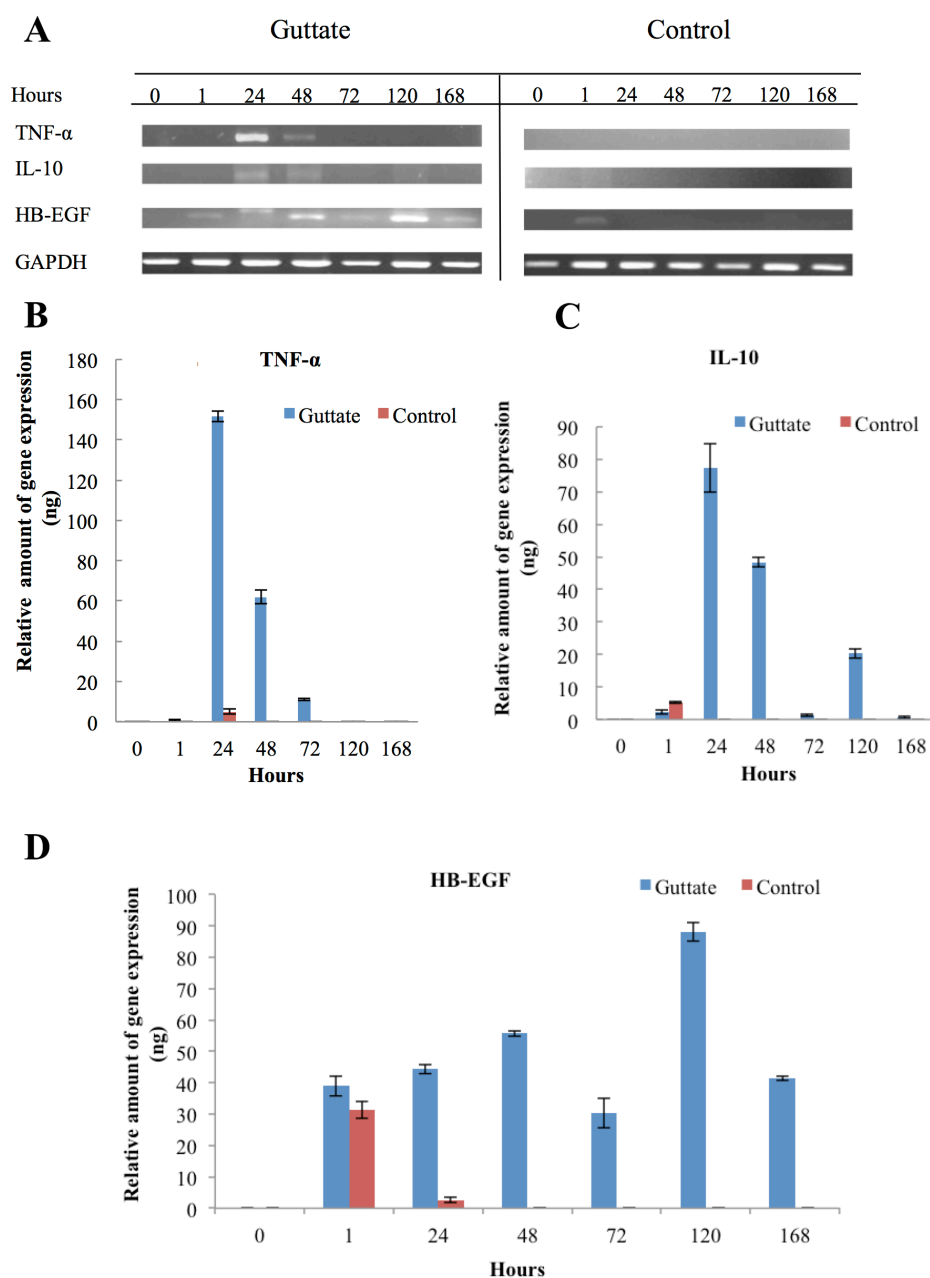 A
Guttate
Control
Hours 0 1 24 48 72 120 168 0 1 24 48 72 120 168
TNF-α
IL-10
HB-EGF
GAPDH
B
TNF-α
Relative amount of gene expression
(ng)
180
160
140
120
100
80
60
40
20
0
Guttate Control
0 1 24 48 72 120 168
Hours
C
IL-10
Relative amount of gene expression
(ng)
90
80
70
60
50
40
30
20
10
0
Guttate Control
0 1 24 48 72 120 168
Hours
D
HB-EGF
Relative amount of gene expression
(ng)
100
90
80
70
60
50
40
30
20
10
0
Guttate Control
0 1 24 48 72 120 168
Hours